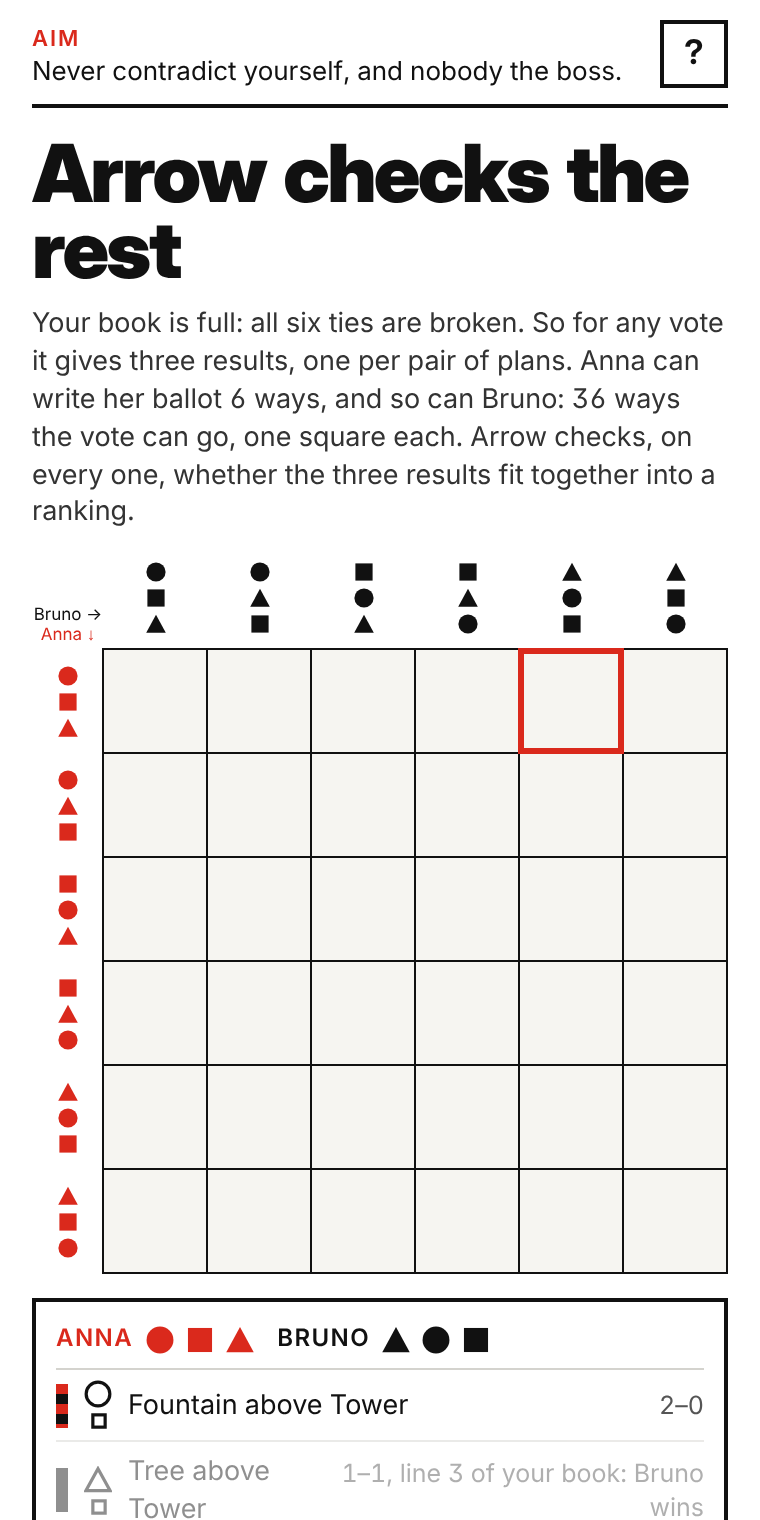 AIM
Never contradict yourself, and nobody the boss.
?
Arrow checks the
rest
Your book is full: all six ties are broken. So for any vote
it gives three results, one per pair of plans. Anna can
write her ballot 6 ways, and so can Bruno: 36 ways
the vote can go, one square each. Arrow checks, on
every one, whether the three results fit together into a
ranking.
Bruno →
Anna ↓
ANNA BRUNO
Fountain above Tower 2–0
Tree above 1–1, line 3 of your book: Bruno
Tower wins